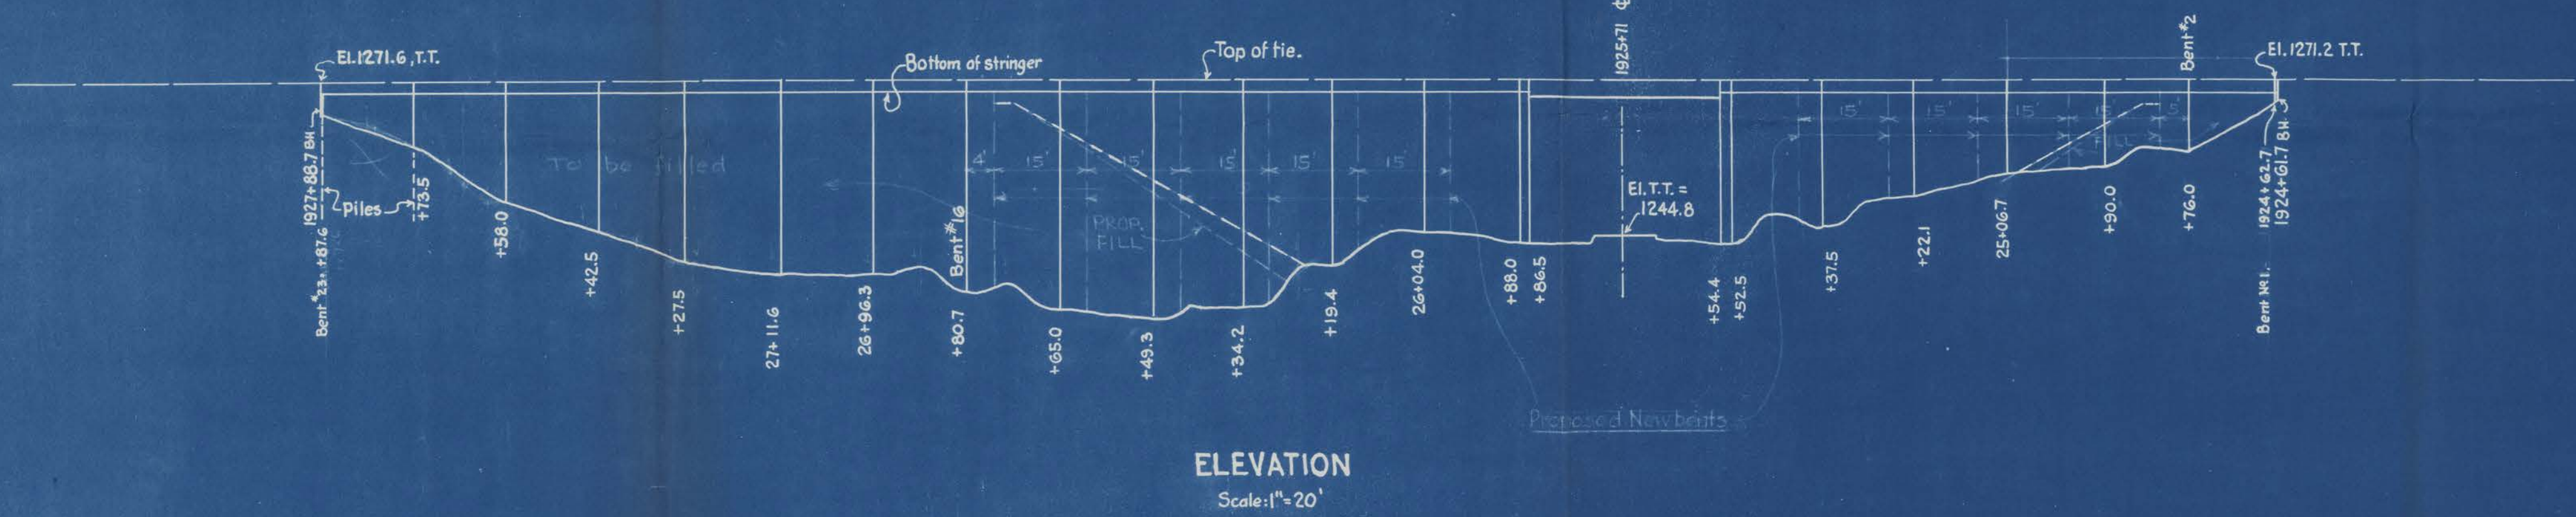 El. 1271.6, T.T.
Bottom of stringer
Top of tie.
1925+71 ₵
Bent #2
El. 1271.2 T.T.
4' 15' 15' 15' 15' 15'
15' 15' 15' 15' 5'
To be filled
PROP.
FILL
FILL
Piles
El. T.T. =
1244.8
Bent #16
1927+88.7 BH
Bent #23. +87.6
+73.5
+58.0
+42.5
+27.5
27+11.6
26+96.3
+80.7
+65.0
+49.3
+34.2
+19.4
26+04.0
+88.0
+86.5
+54.4
+52.5
+37.5
+22.1
25+06.7
+90.0
+76.0
Bent No.1. 1924+62.7
1924+61.7 BH
Proposed New bents
ELEVATION
Scale: 1"=20'